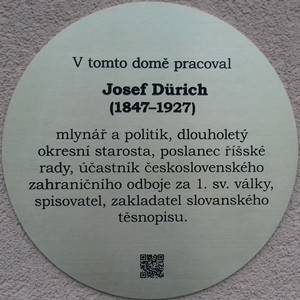 V tomto domě pracoval
Josef Dürich
(1847–1927)
mlynář a politik, dlouholetý
okresní starosta, poslanec říšské
rady, účastník československého
zahraničního odboje za 1. sv. války,
spisovatel, zakladatel slovanského
těsnopisu.